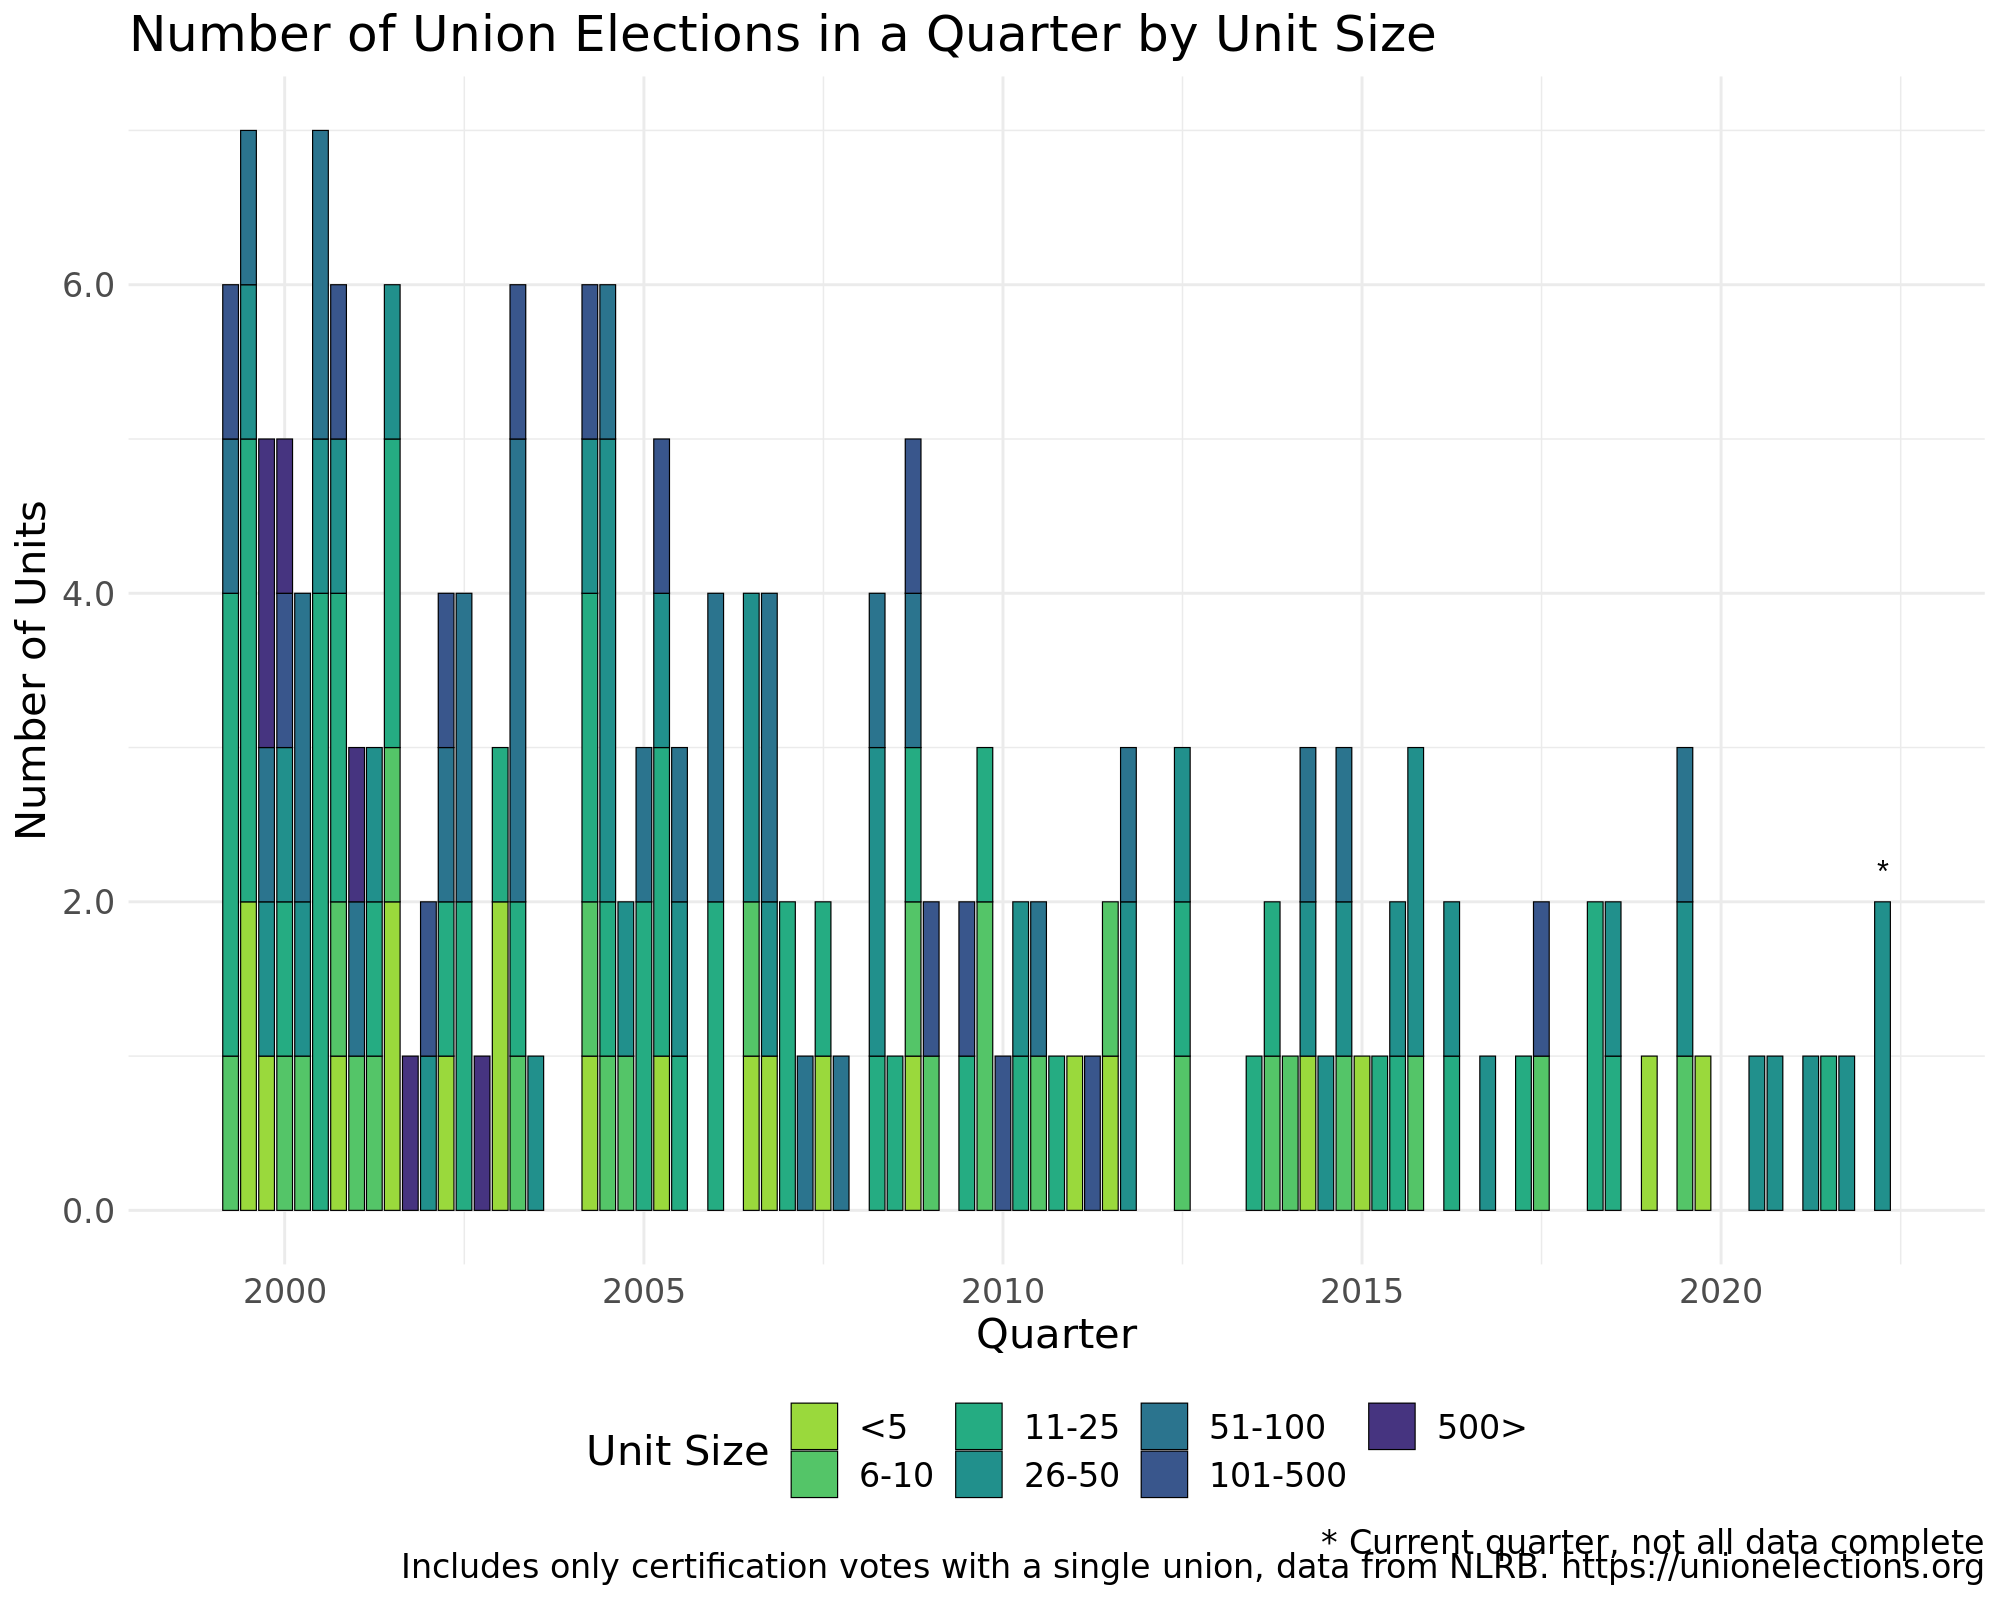 Number of Union Elections in a Quarter by Unit Size
Number of Units
6.0
4.0
2.0
0.0
*
2000 2005 2010 2015 2020
Quarter
Unit Size
<5 11-25 51-100 500>
6-10 26-50 101-500
* Current quarter, not all data complete
Includes only certification votes with a single union, data from NLRB. https://unionelections.org